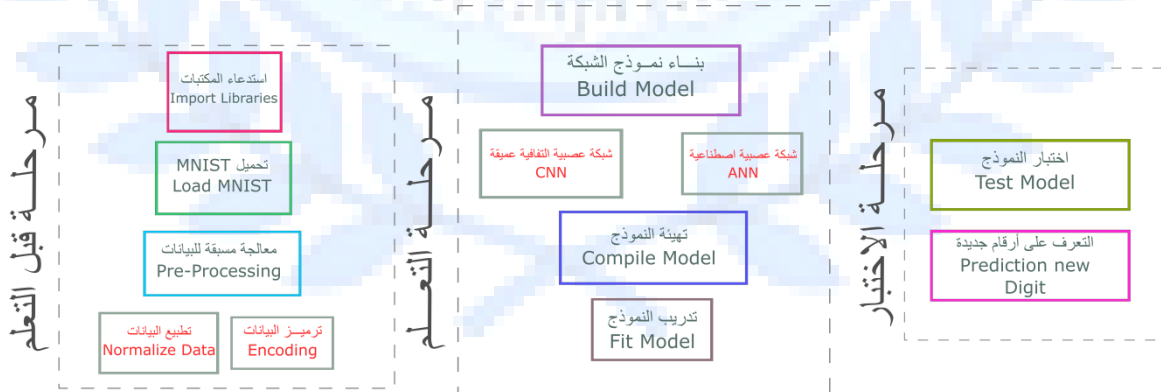 مرحلة قبل التعلم
استدعاء المكتبات
Import Libraries
تحميل MNIST
Load MNIST
معالجة مسبقة للبيانات
Pre-Processing
تطبيع البيانات
Normalize Data
ترميــز البيانات
Encoding
مرحلة التعلم
بنــاء نمــوذج الشبكة
Build Model
شبكة عصبية التفافية عميقة
CNN
شبكة عصبية اصطناعية
ANN
تهيئة النموذج
Compile Model
تدريب النموذج
Fit Model
مرحلة الاختبار
اختبار النموذج
Test Model
التعرف على أرقام جديدة
Prediction new
Digit